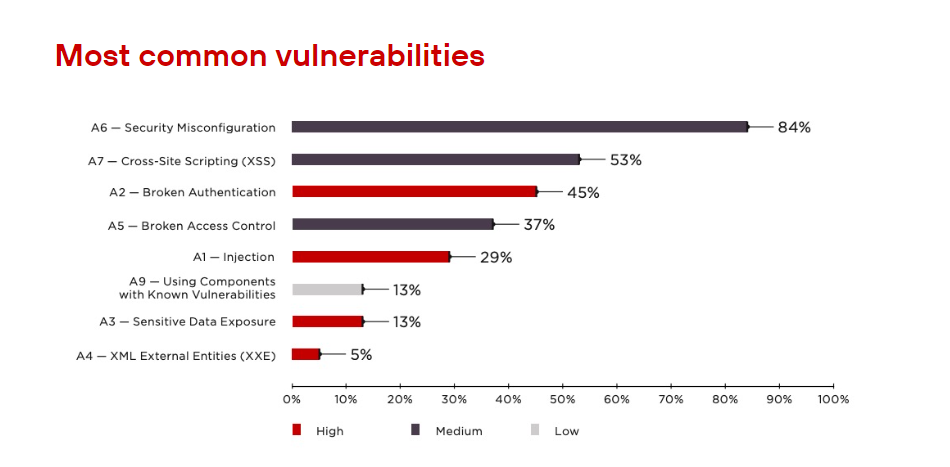 Most common vulnerabilities
A6 — Security Misconfiguration 84%
A7 — Cross-Site Scripting (XSS) 53%
A2 — Broken Authentication 45%
A5 — Broken Access Control 37%
A1 — Injection 29%
A9 — Using Components
with Known Vulnerabilities 13%
A3 — Sensitive Data Exposure 13%
A4 — XML External Entities (XXE) 5%
0% 10% 20% 30% 40% 50% 60% 70% 80% 90% 100%
High Medium Low